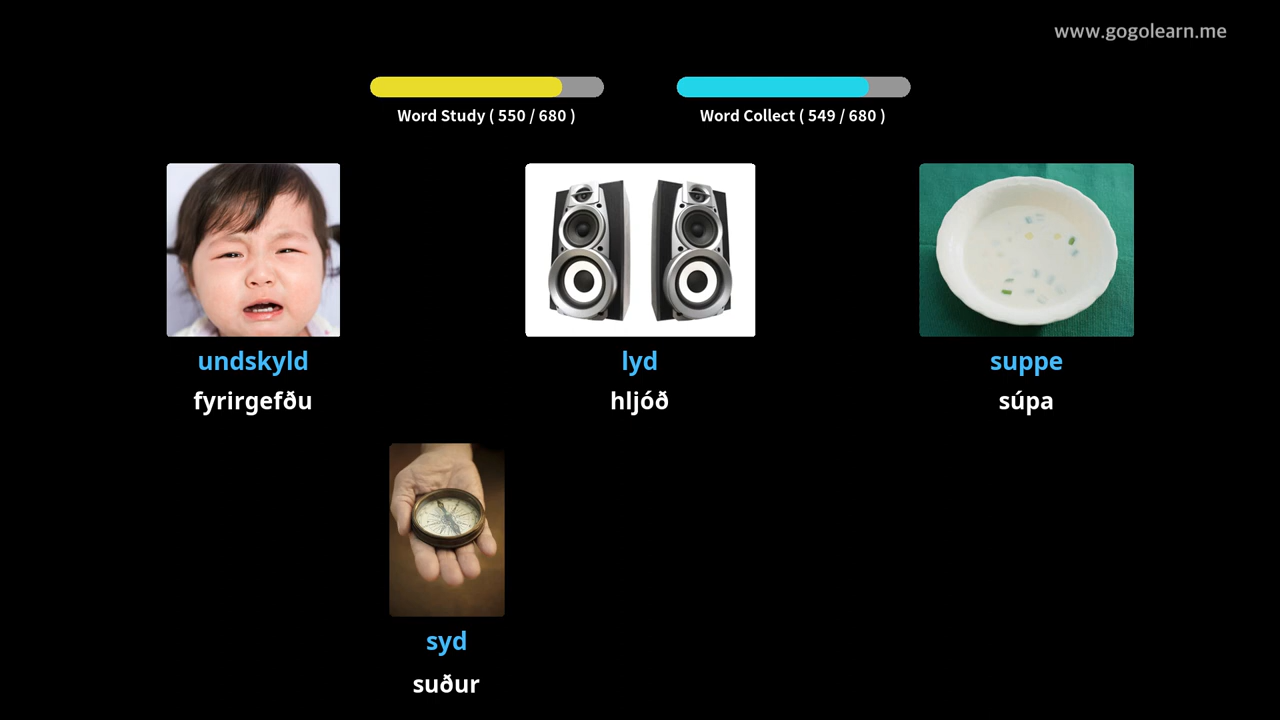 www.gogolearn.me
Word Study ( 550 / 680 )
Word Collect ( 549 / 680 )
undskyld
fyrirgefðu
lyd
hljóð
suppe
súpa
syd
suður